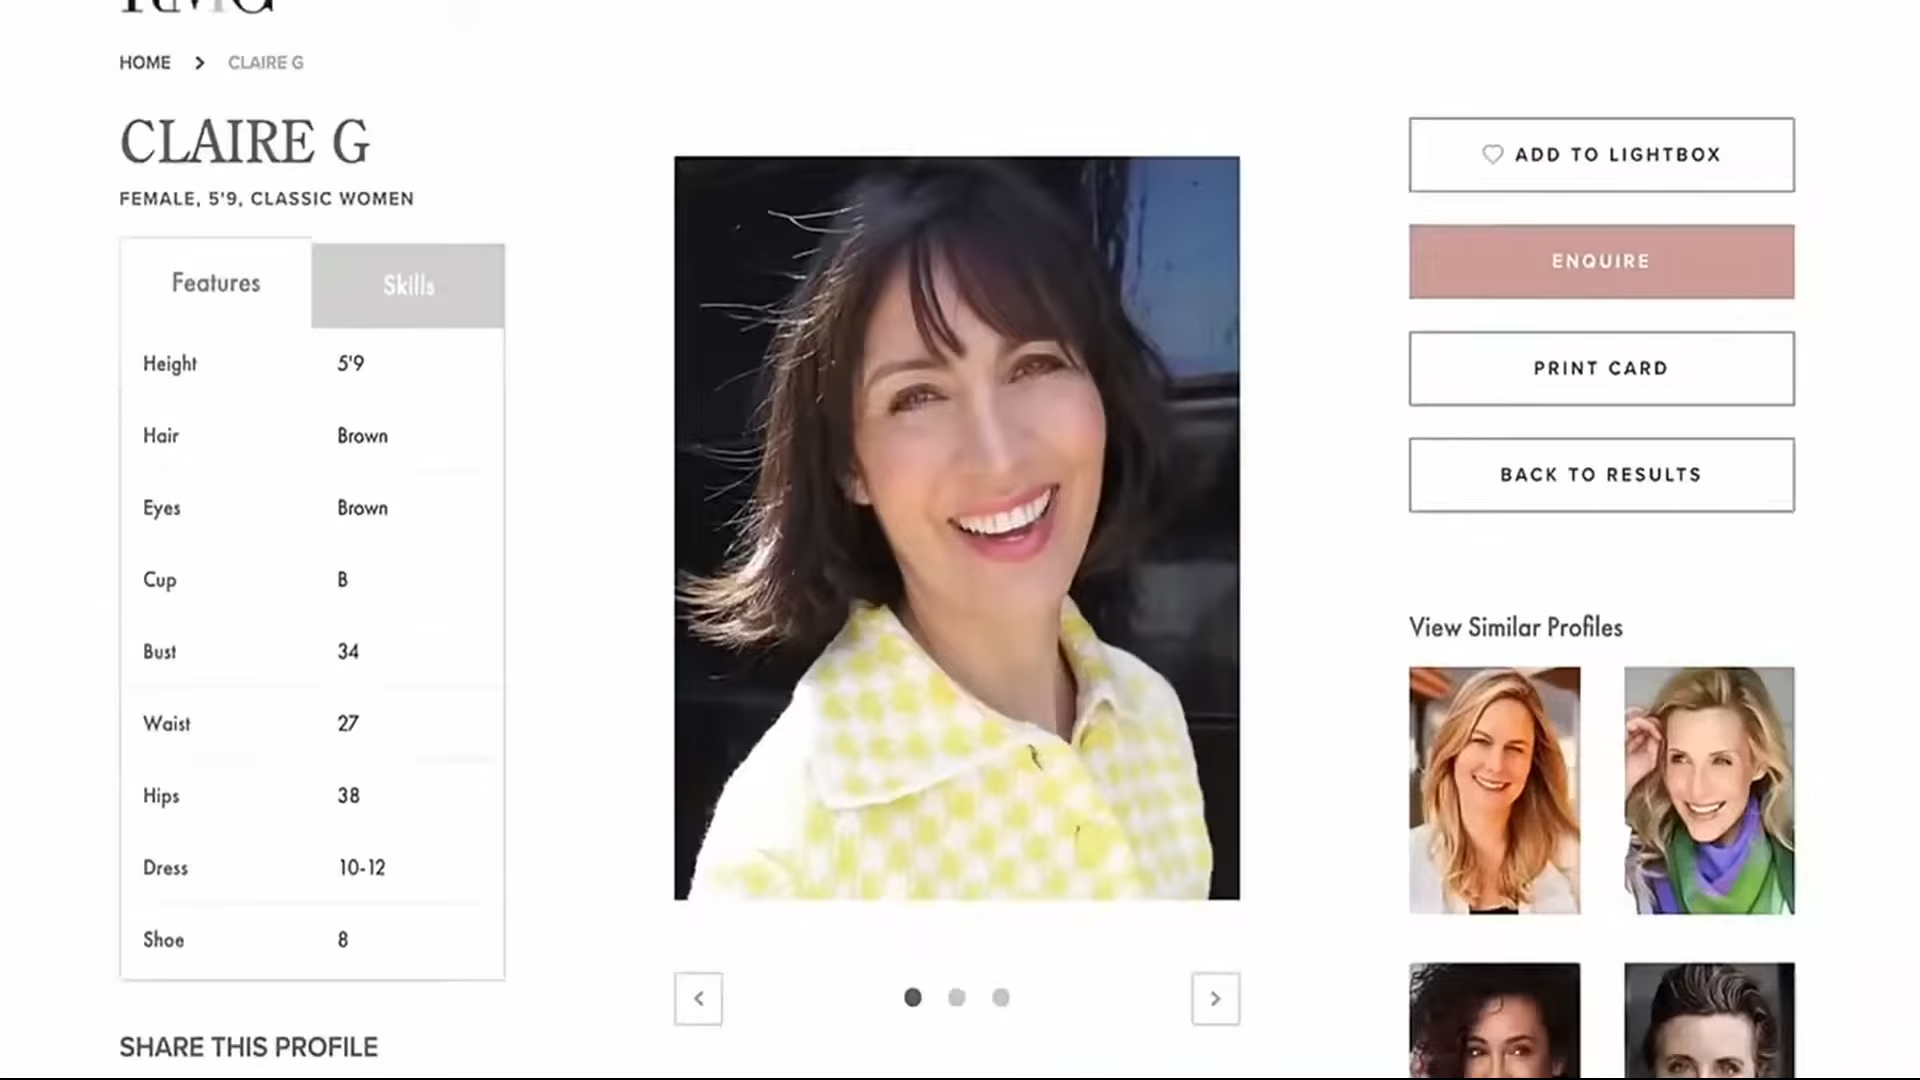 HOME > CLAIRE G
CLAIRE G
FEMALE, 5'9, CLASSIC WOMEN
Features Skills
Height 5'9
Hair Brown
Eyes Brown
Cup B
Bust 34
Waist 27
Hips 38
Dress 10-12
Shoe 8
SHARE THIS PROFILE
ADD TO LIGHTBOX
ENQUIRE
PRINT CARD
BACK TO RESULTS
View Similar Profiles